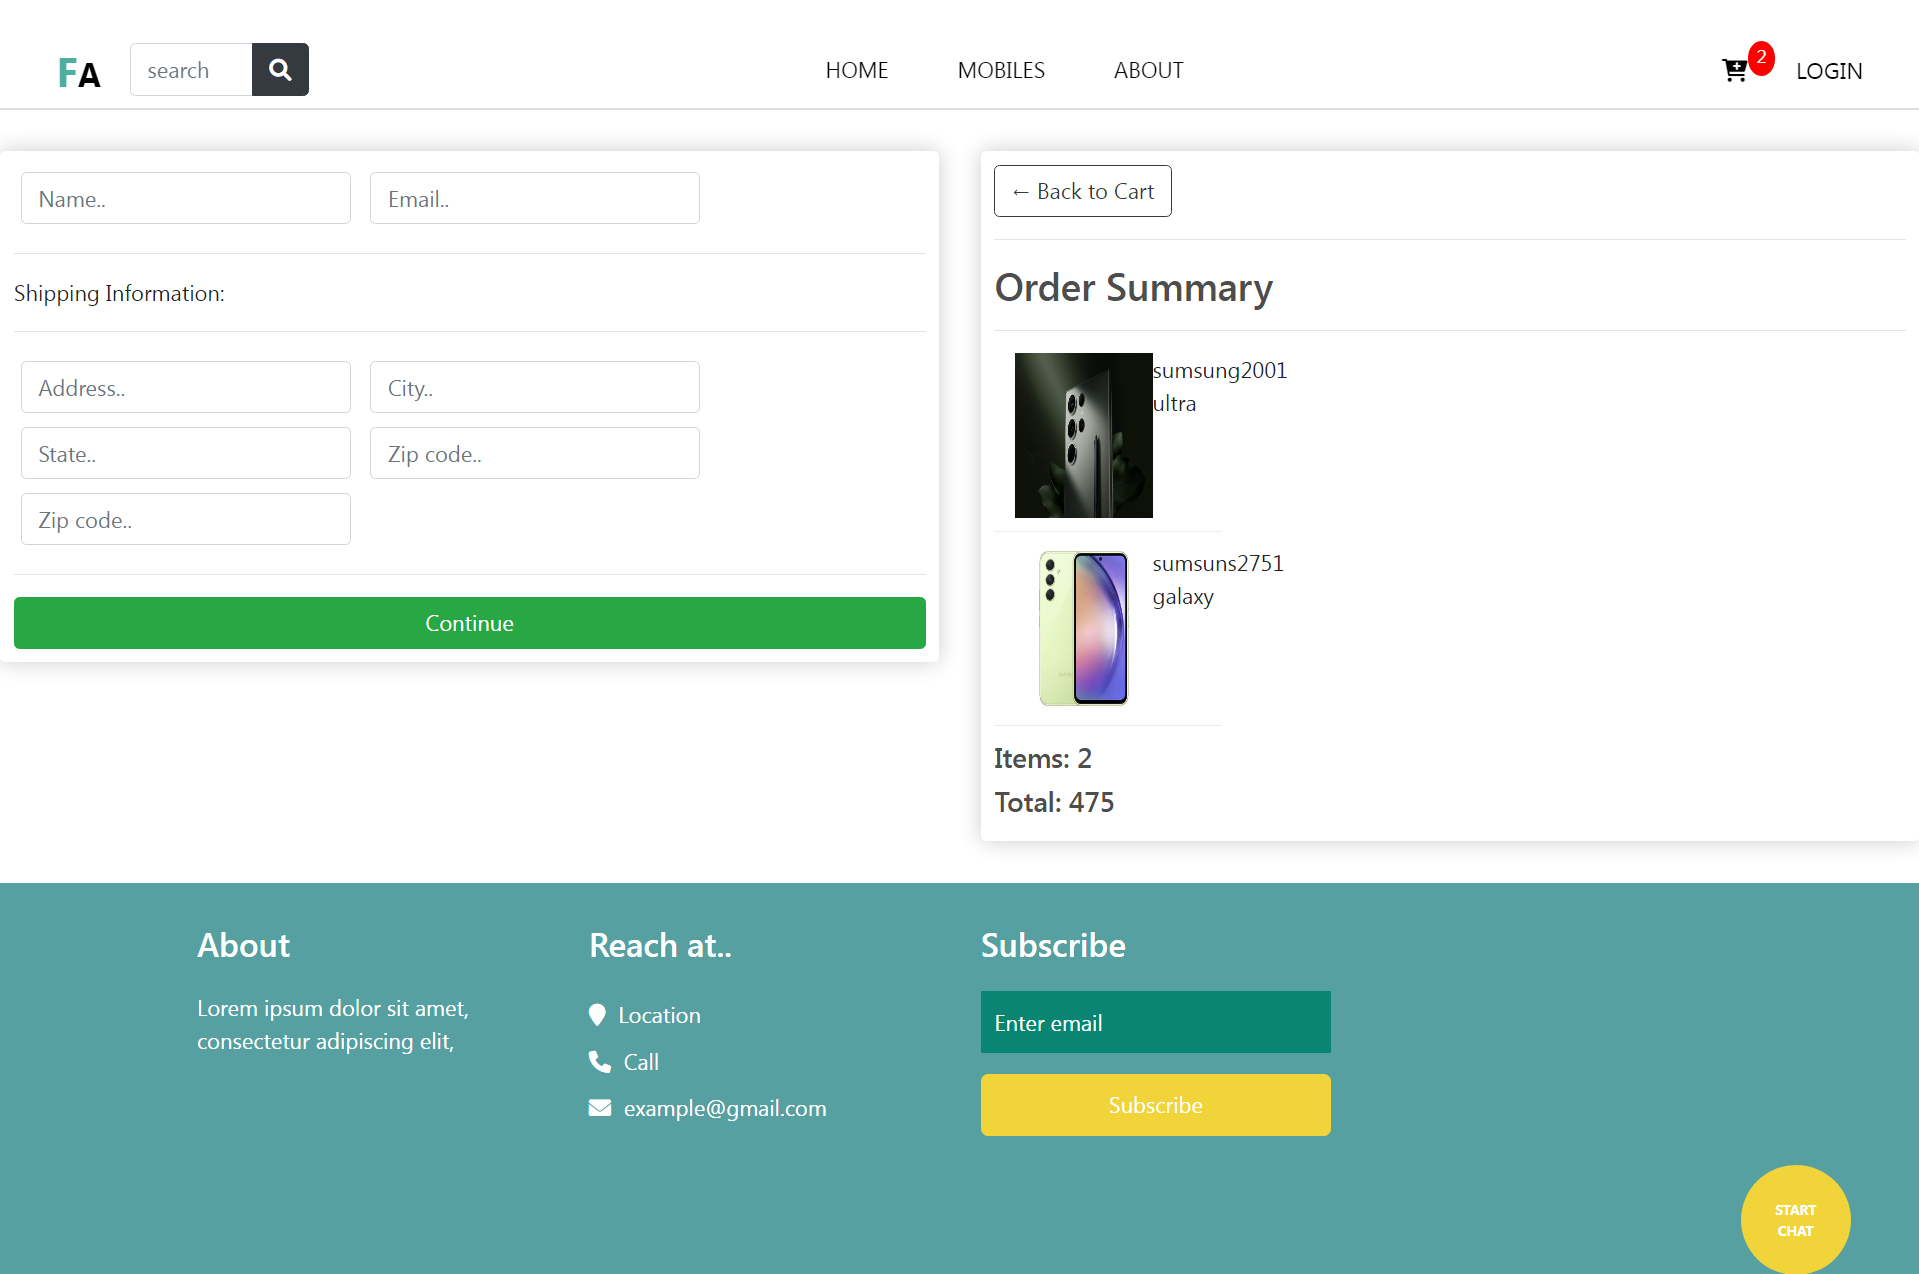 FA
search
HOME MOBILES ABOUT
2
LOGIN
Name..
Email..
Shipping Information:
Address..
City..
State..
Zip code..
Zip code..
Continue
← Back to Cart
Order Summary
sumsung2001
ultra
sumsuns2751
galaxy
Items: 2
Total: 475
About
Lorem ipsum dolor sit amet,
consectetur adipiscing elit,
Reach at..
Location
Call
example@gmail.com
Subscribe
Enter email
Subscribe
START
CHAT